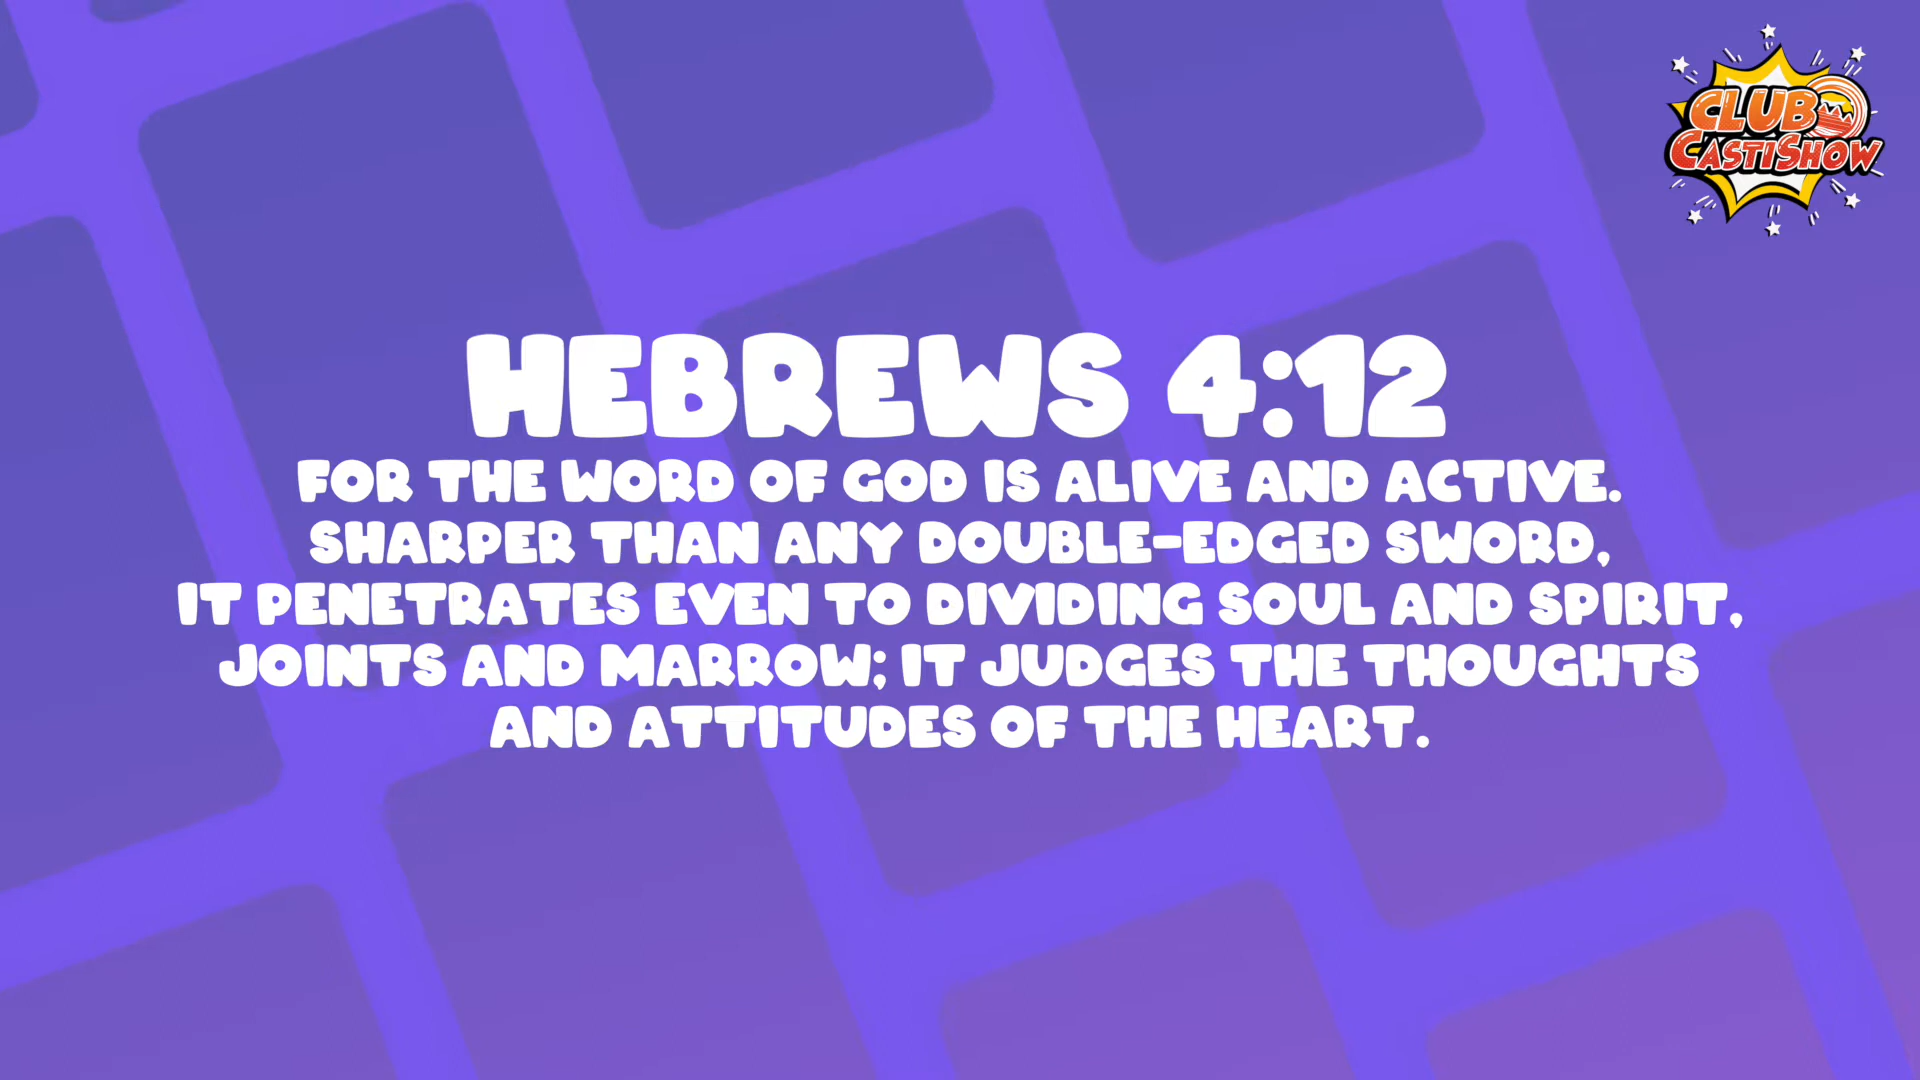 CLUB
CASTISHOW
HEBREWS 4:12
FOR THE WORD OF GOD IS ALIVE AND ACTIVE.
SHARPER THAN ANY DOUBLE-EDGED SWORD,
IT PENETRATES EVEN TO DIVIDING SOUL AND SPIRIT,
JOINTS AND MARROW; IT JUDGES THE THOUGHTS
AND ATTITUDES OF THE HEART.